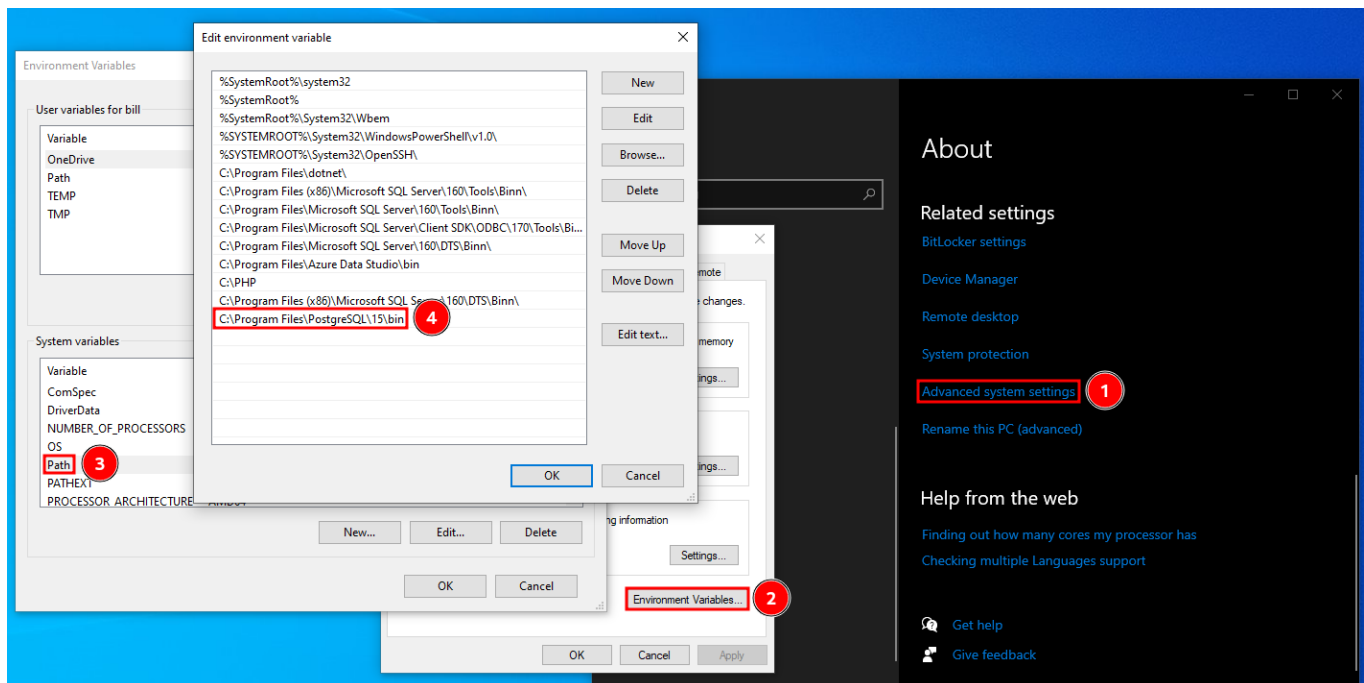 Edit environment variable
%SystemRoot%\system32
%SystemRoot%
%SystemRoot%\System32\Wbem
%SYSTEMROOT%\System32\WindowsPowerShell\v1.0\
%SYSTEMROOT%\System32\OpenSSH\
C:\Program Files\dotnet\
C:\Program Files (x86)\Microsoft SQL Server\160\Tools\Binn\
C:\Program Files\Microsoft SQL Server\160\Tools\Binn\
C:\Program Files\Microsoft SQL Server\Client SDK\ODBC\170\Tools\Bi...
C:\Program Files\Microsoft SQL Server\160\DTS\Binn\
C:\Program Files\Azure Data Studio\bin
C:\PHP
C:\Program Files (x86)\Microsoft SQL Server\160\DTS\Binn\
C:\Program Files\PostgreSQL\15\bin
4
New
Edit
Browse...
Delete
Move Up
Move Down
Edit text...
OK
Cancel
Environment Variables
User variables for bill
Variable
OneDrive
Path
TEMP
TMP
System variables
Variable
ComSpec
DriverData
NUMBER_OF_PROCESSORS
OS
Path
3
PATHEXT
PROCESSOR_ARCHITECTURE AMD64
New...
Edit...
Delete
OK
Cancel
mote
changes.
memory
ings...
ings...
ng information
Settings...
Environment Variables...
2
OK
Cancel
Apply
About
Related settings
BitLocker settings
Device Manager
Remote desktop
System protection
Advanced system settings
1
Rename this PC (advanced)
Help from the web
Finding out how many cores my processor has
Checking multiple Languages support
Get help
Give feedback